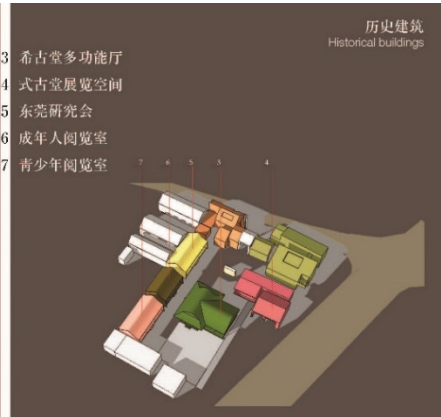 历史建筑
Historical buildings
3 希古堂多功能厅
4 式古堂展览空间
5 东莞研究会
6 成年人阅览室
7 青少年阅览室
7 6 5 3 4